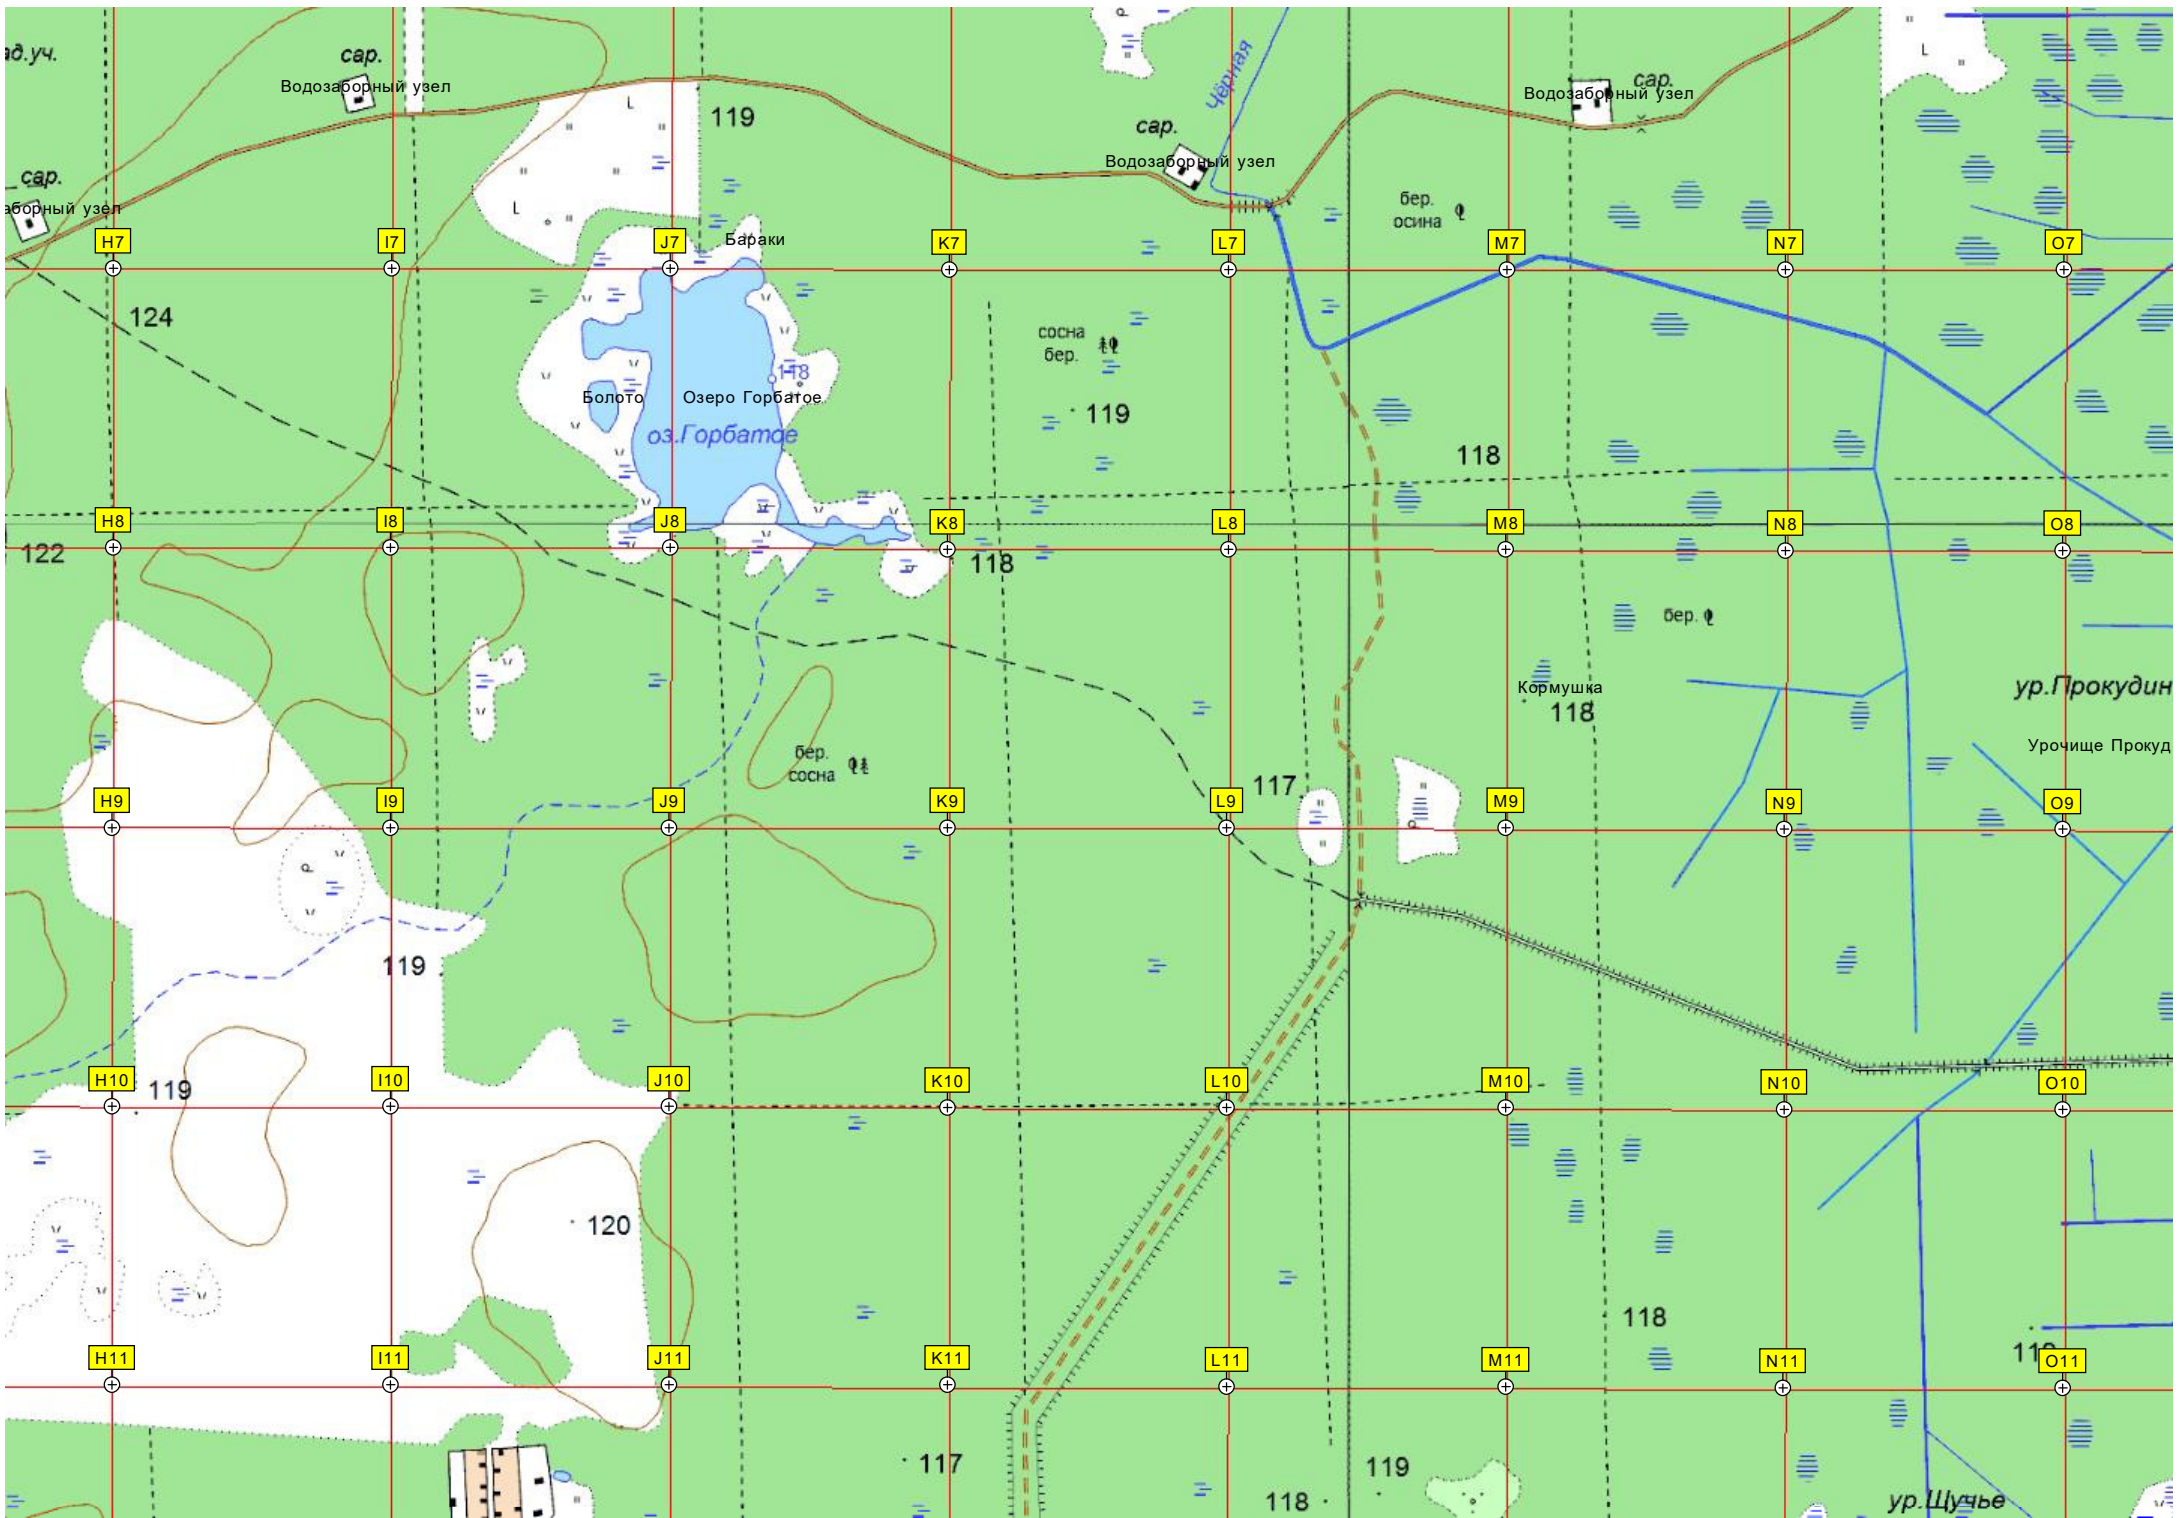 ад.уч.
сар.
Водозаборный узел
119
Чёрная
сар.
Водозаборный узел
сар.
Водозаборный узел
L
L
L
сар.
аборный узел
бер.
осина
Бараки
H7
I7
J7
K7
L7
M7
N7
O7
124
сосна
бер.
118
Болото
Озеро Горбатое
119
оз.Горбатое
118
H8
I8
J8
K8
L8
M8
N8
O8
122
118
бер.
ур.Прокудин
Кормушка
118
Урочище Прокуд
бер.
сосна
117
H9
I9
J9
K9
L9
M9
N9
O9
119
H10
I10
J10
K10
L10
M10
N10
O10
119
120
118
H11
I11
J11
K11
L11
M11
N11
O11
117
119
118
ур.Щучье